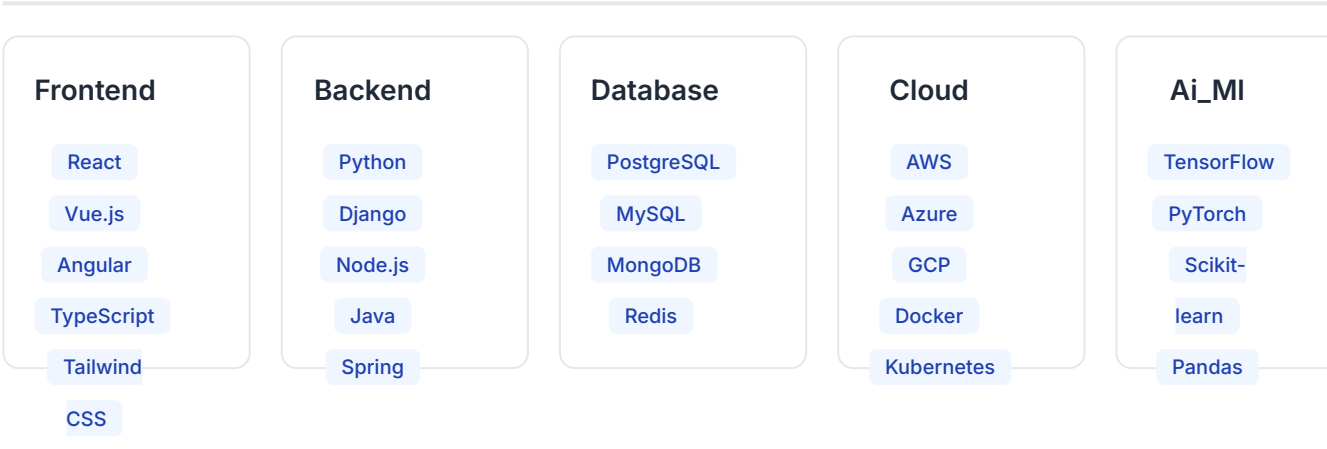 Frontend
React
Vue.js
Angular
TypeScript
Tailwind
CSS
Backend
Python
Django
Node.js
Java
Spring
Database
PostgreSQL
MySQL
MongoDB
Redis
Cloud
AWS
Azure
GCP
Docker
Kubernetes
Ai_Ml
TensorFlow
PyTorch
Scikit-
learn
Pandas